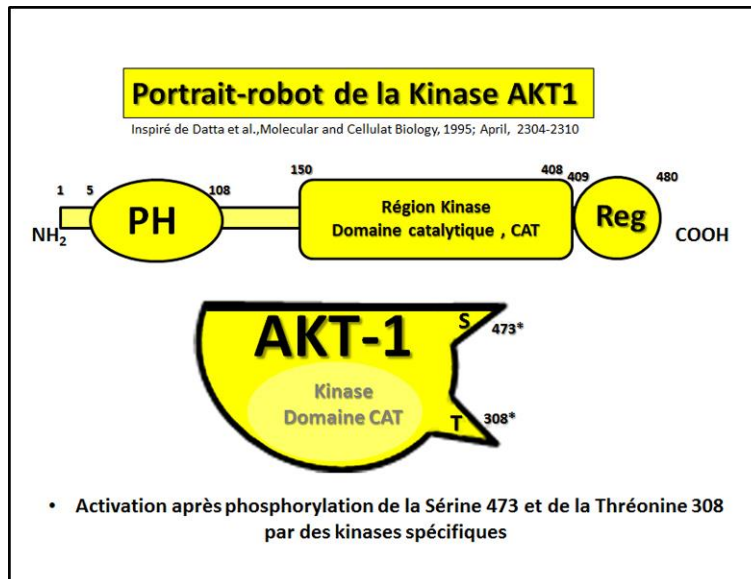 Portrait-robot de la Kinase AKT1
Inspiré de Datta et al.,Molecular and Cellulat Biology, 1995; April, 2304-2310
1 5 108 150 408 409 480
NH2 PH Région Kinase Reg COOH
Domaine catalytique , CAT
AKT-1 S 473*
Kinase
Domaine CAT
T 308*
• Activation après phosphorylation de la Sérine 473 et de la Thréonine 308
par des kinases spécifiques